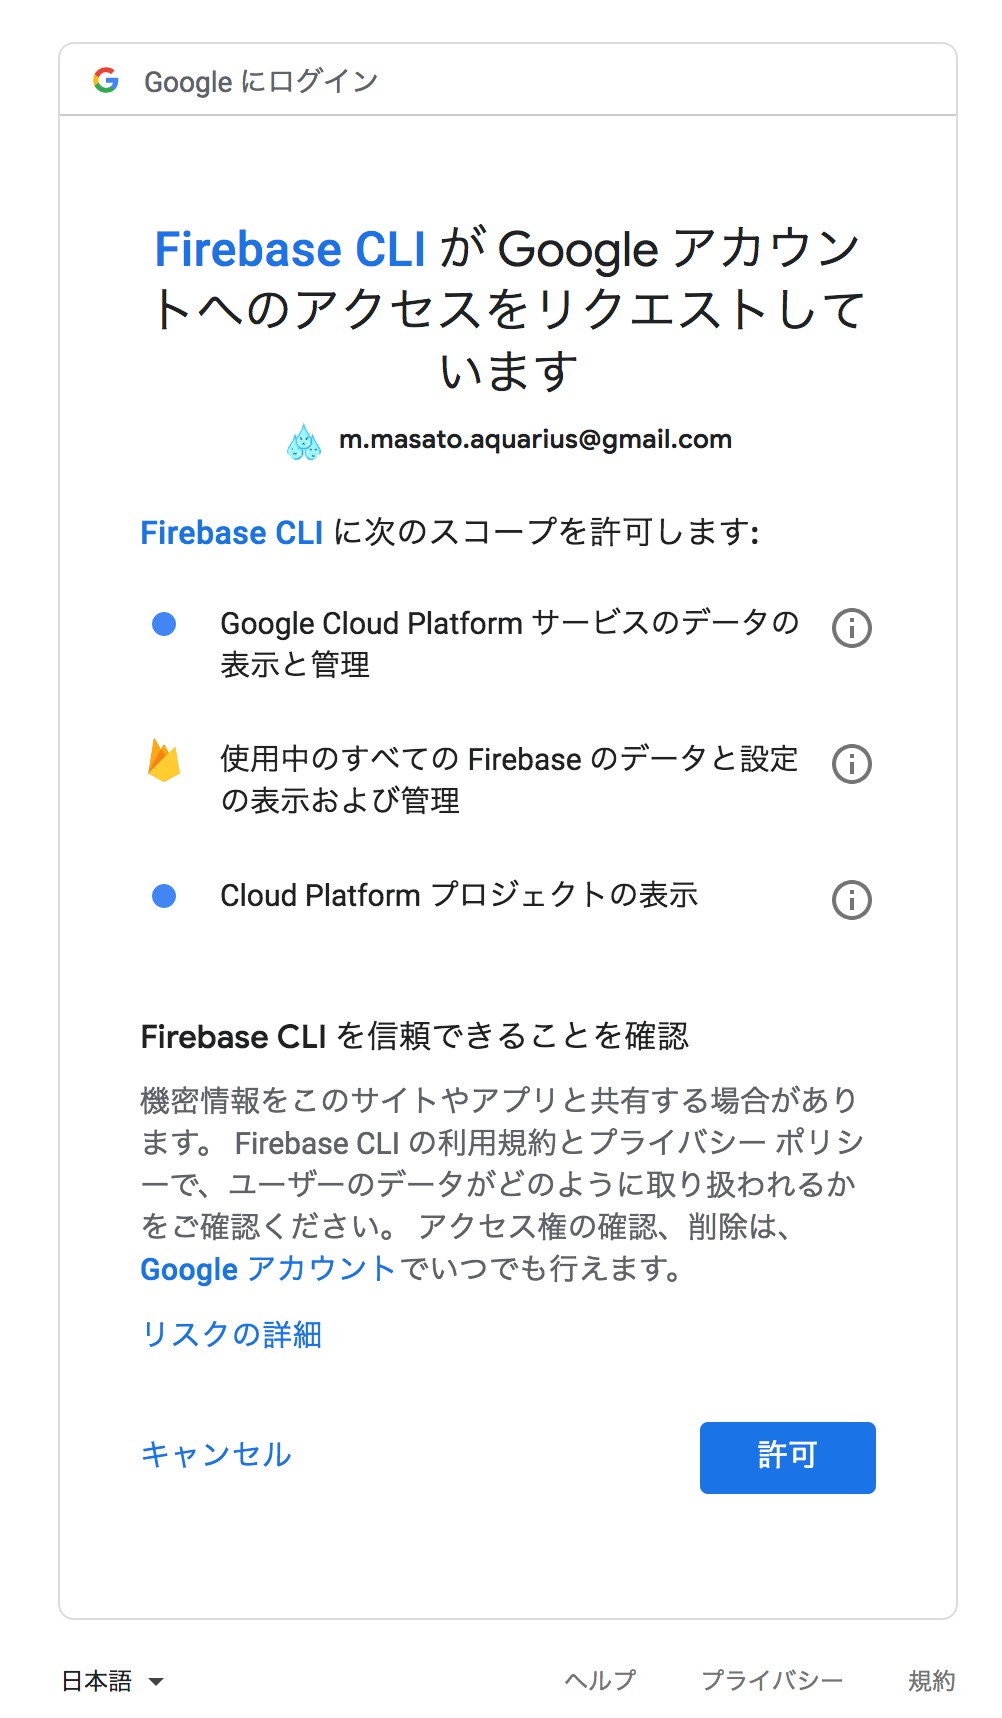 Google にログイン
Firebase CLI が Google アカウン
トへのアクセスをリクエストして
います
m.masato.aquarius@gmail.com
Firebase CLI に次のスコープを許可します:
Google Cloud Platform サービスのデータの
表示と管理
使用中のすべての Firebase のデータと設定
の表示および管理
Cloud Platform プロジェクトの表示
Firebase CLI を信頼できることを確認
機密情報をこのサイトやアプリと共有する場合があり
ます。 Firebase CLI の利用規約とプライバシー ポリシ
ーで、ユーザーのデータがどのように取り扱われるか
をご確認ください。 アクセス権の確認、削除は、
Google アカウントでいつでも行えます。
リスクの詳細
キャンセル
許可
日本語
ヘルプ
プライバシー
規約